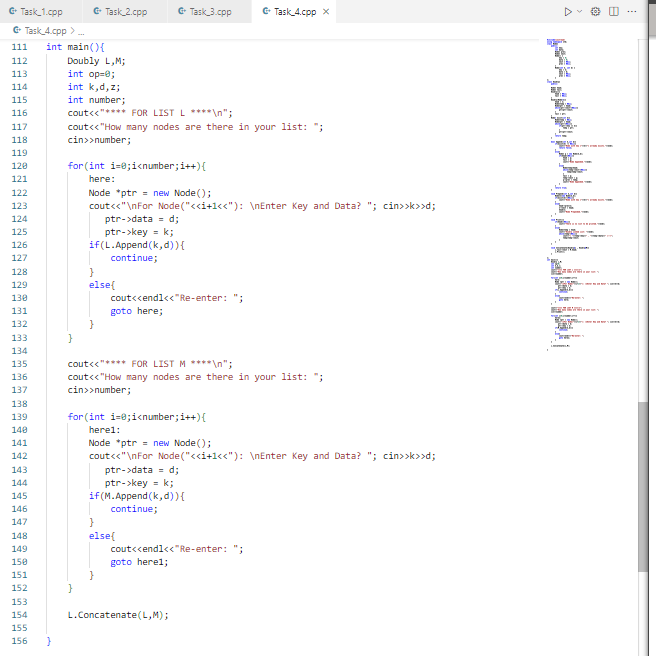 Task_1.cpp Task_2.cpp Task_3.cpp Task_4.cpp ×
Task_4.cpp > ...
111 int main(){
112 Doubly L,M;
113 int op=0;
114 int k,d,z;
115 int number;
116 cout<<"**** FOR LIST L ****\n";
117 cout<<"How many nodes are there in your list: ";
118 cin>>number;
119
120 for(int i=0;i<number;i++){
121 here:
122 Node *ptr = new Node();
123 cout<<"\nFor Node("<<i+1<<"): \nEnter Key and Data? "; cin>>k>>d;
124 ptr->data = d;
125 ptr->key = k;
126 if(L.Append(k,d)){
127 continue;
128 }
129 else{
130 cout<<endl<<"Re-enter: ";
131 goto here;
132 }
133 }
134
135 cout<<"**** FOR LIST M ****\n";
136 cout<<"How many nodes are there in your list: ";
137 cin>>number;
138
139 for(int i=0;i<number;i++){
140 here1:
141 Node *ptr = new Node();
142 cout<<"\nFor Node("<<i+1<<"): \nEnter Key and Data? "; cin>>k>>d;
143 ptr->data = d;
144 ptr->key = k;
145 if(M.Append(k,d)){
146 continue;
147 }
148 else{
149 cout<<endl<<"Re-enter: ";
150 goto here1;
151 }
152 }
153
154 L.Concatenate(L,M);
155
156 }